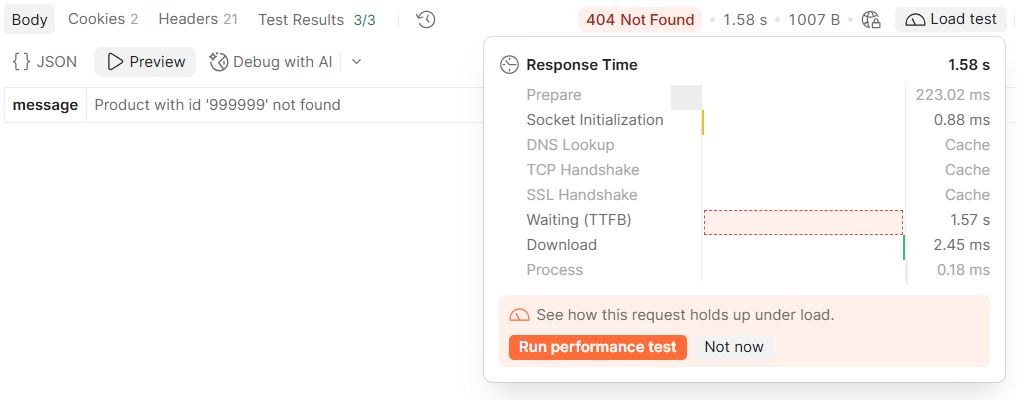 Body Cookies 2 Headers 21 Test Results 3/3 404 Not Found • 1.58 s • 1007 B • Load test
{ } JSON Preview Debug with AI
message Product with id '999999' not found
Response Time 1.58 s
Prepare 223.02 ms
Socket Initialization 0.88 ms
DNS Lookup Cache
TCP Handshake Cache
SSL Handshake Cache
Waiting (TTFB) 1.57 s
Download 2.45 ms
Process 0.18 ms
See how this request holds up under load.
Run performance test Not now